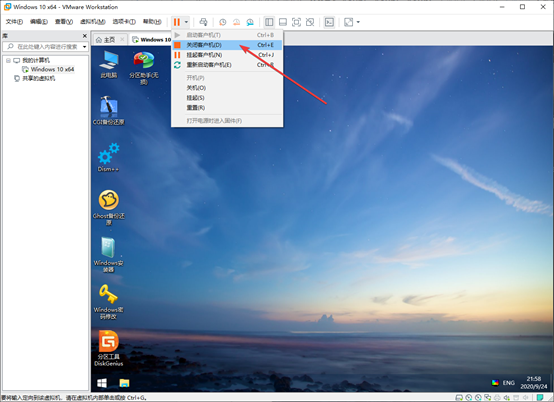 Windows 10 x64 - VMware Workstation
文件(F) 编辑(E) 查看(V) 虚拟机(M) 选项卡(T) 帮助(H)
库
在此处键入内容进行搜索
我的计算机
Windows 10 x64
共享的虚拟机
主页
Windows 10
启动客户机(T) Ctrl+B
关闭客户机(D) Ctrl+E
挂起客户机(N) Ctrl+J
重新启动客户机(E) Ctrl+R
开机(P)
关机(O)
挂起(S)
重置(R)
打开电源时进入固件(F)
此电脑
分区助手(无损)
CGI备份还原
Dism++
Ghost备份还原
Windows安装器
Windows密码修改
分区工具
DiskGenius
ENG
21:58
2020/9/24
要将输入定向到该虚拟机，请在虚拟机内部单击或按 Ctrl+G。